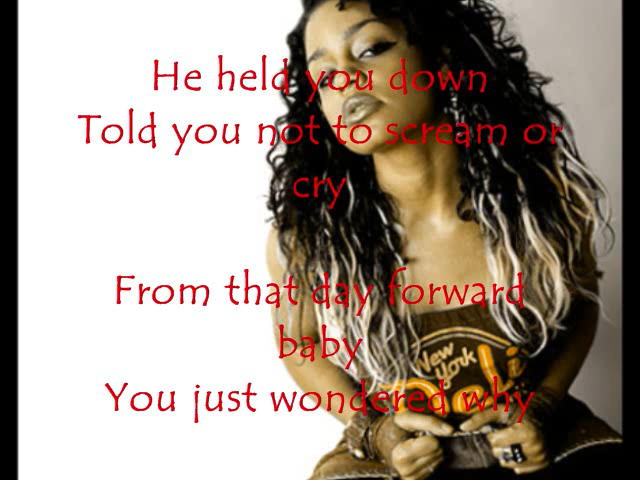 He held you down
Told you not to scream or
cry
From that day forward
baby
You just wondered why
New
York
Deli